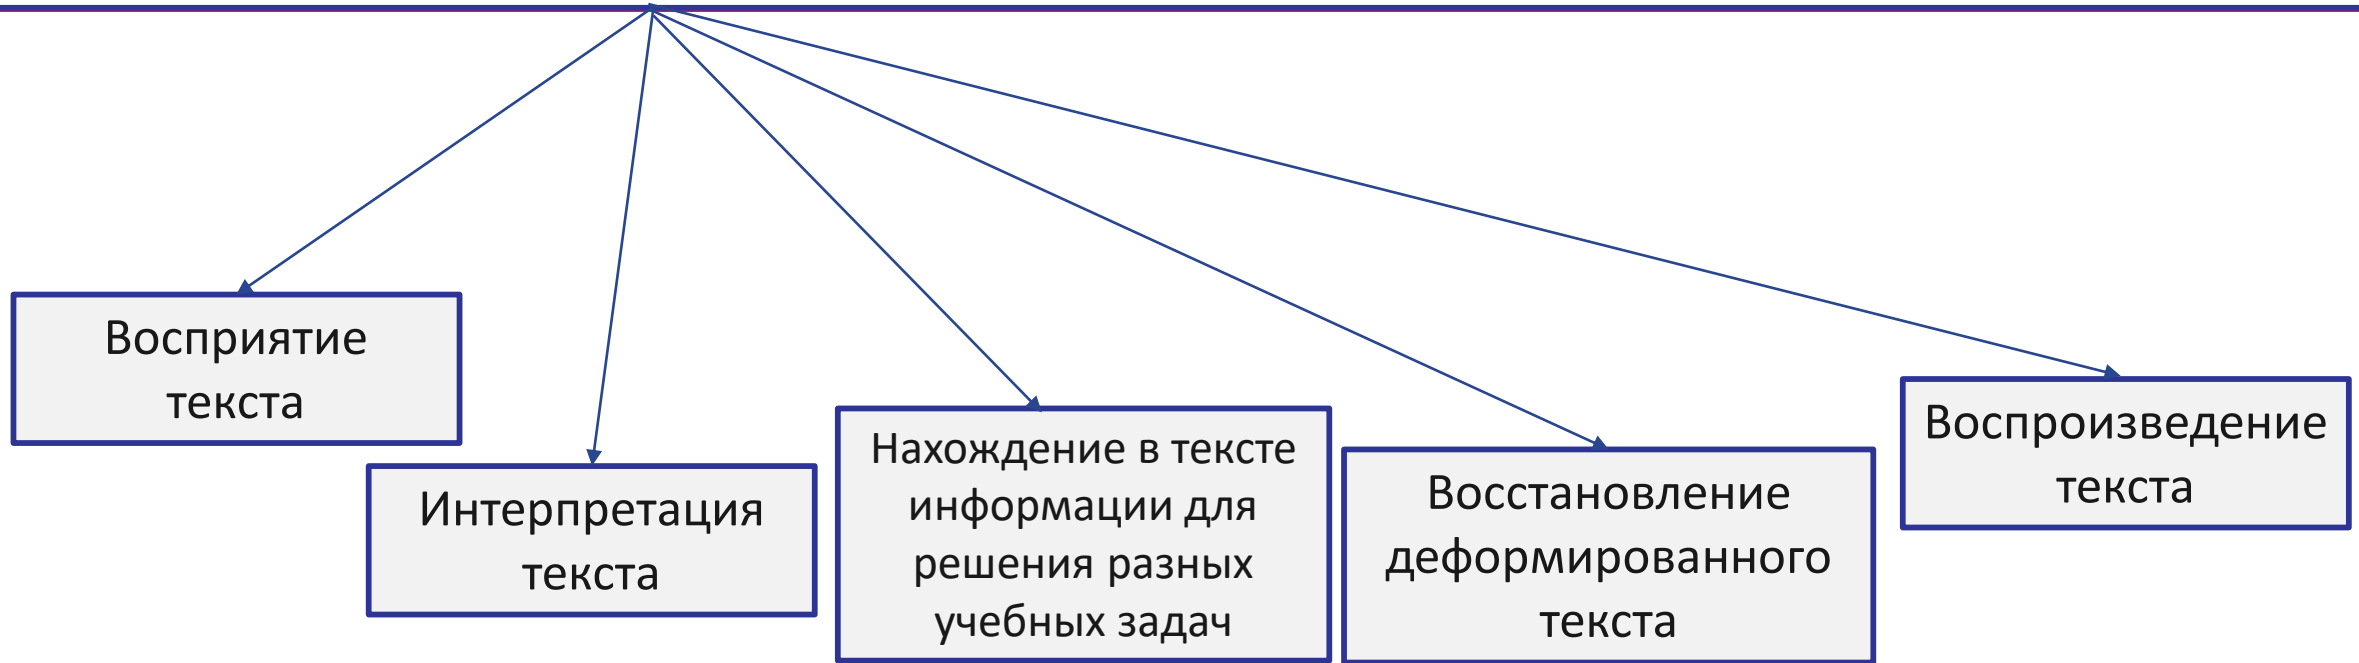 Восприятие
текста
Интерпретация
текста
Нахождение в тексте
информации для
решения разных
учебных задач
Восстановление
деформированного
текста
Воспроизведение
текста